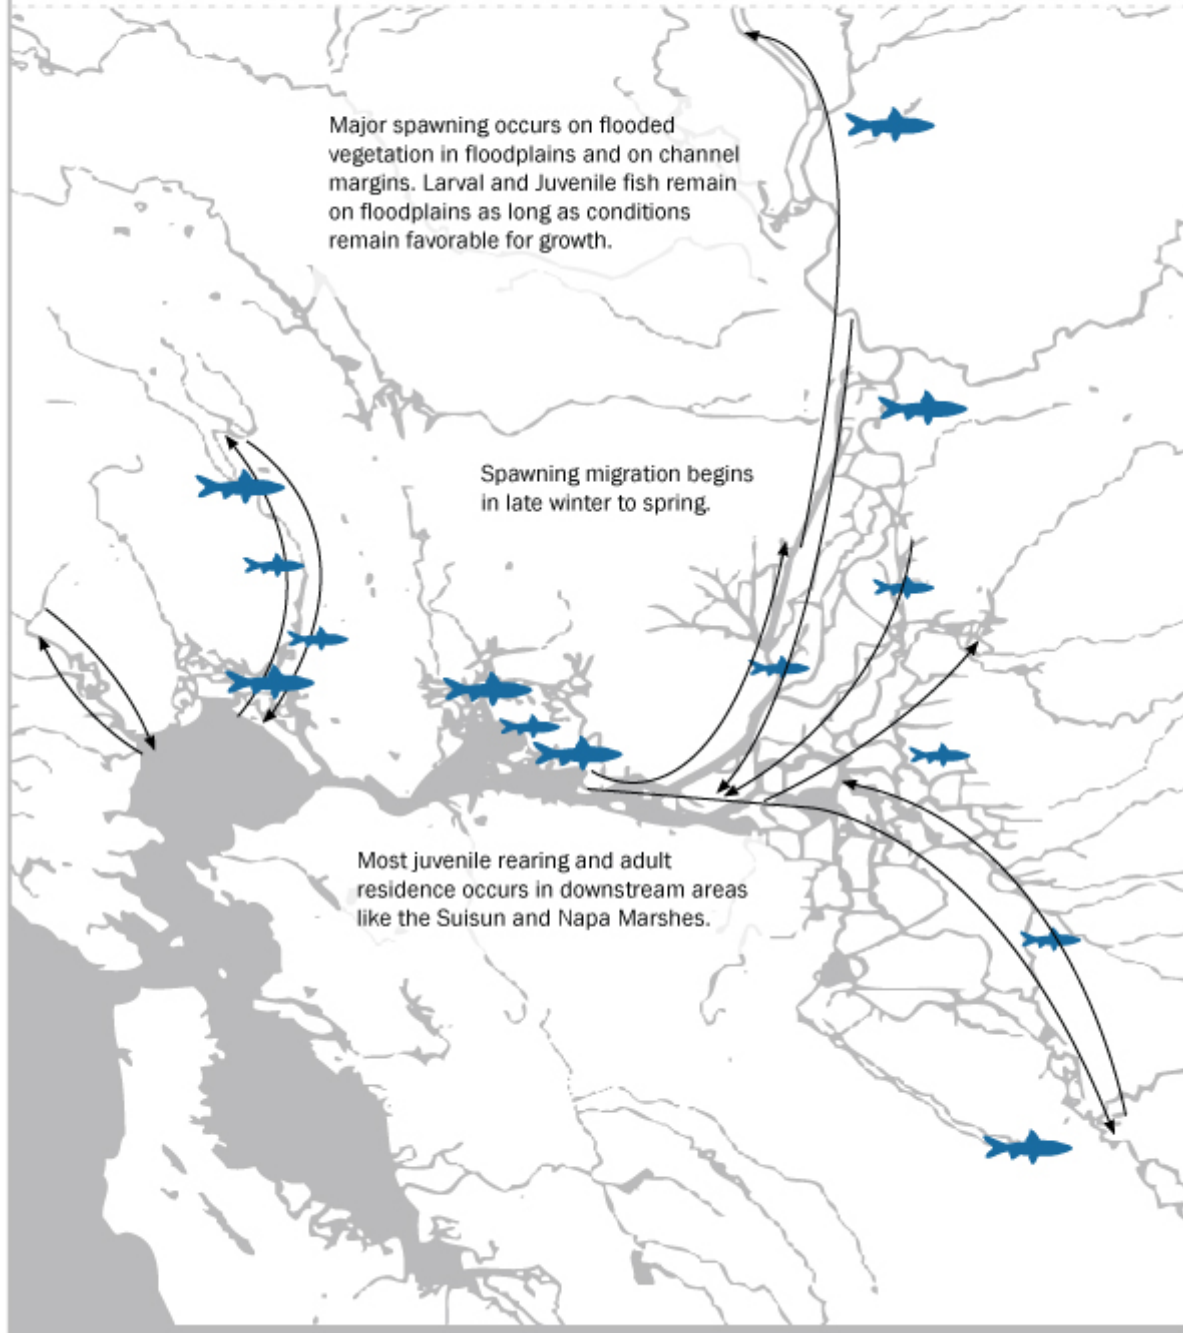 Major spawning occurs on flooded
vegetation in floodplains and on channel
margins. Larval and Juvenile fish remain
on floodplains as long as conditions
remain favorable for growth.
Spawning migration begins
in late winter to spring.
Most juvenile rearing and adult
residence occurs in downstream areas
like the Suisun and Napa Marshes.